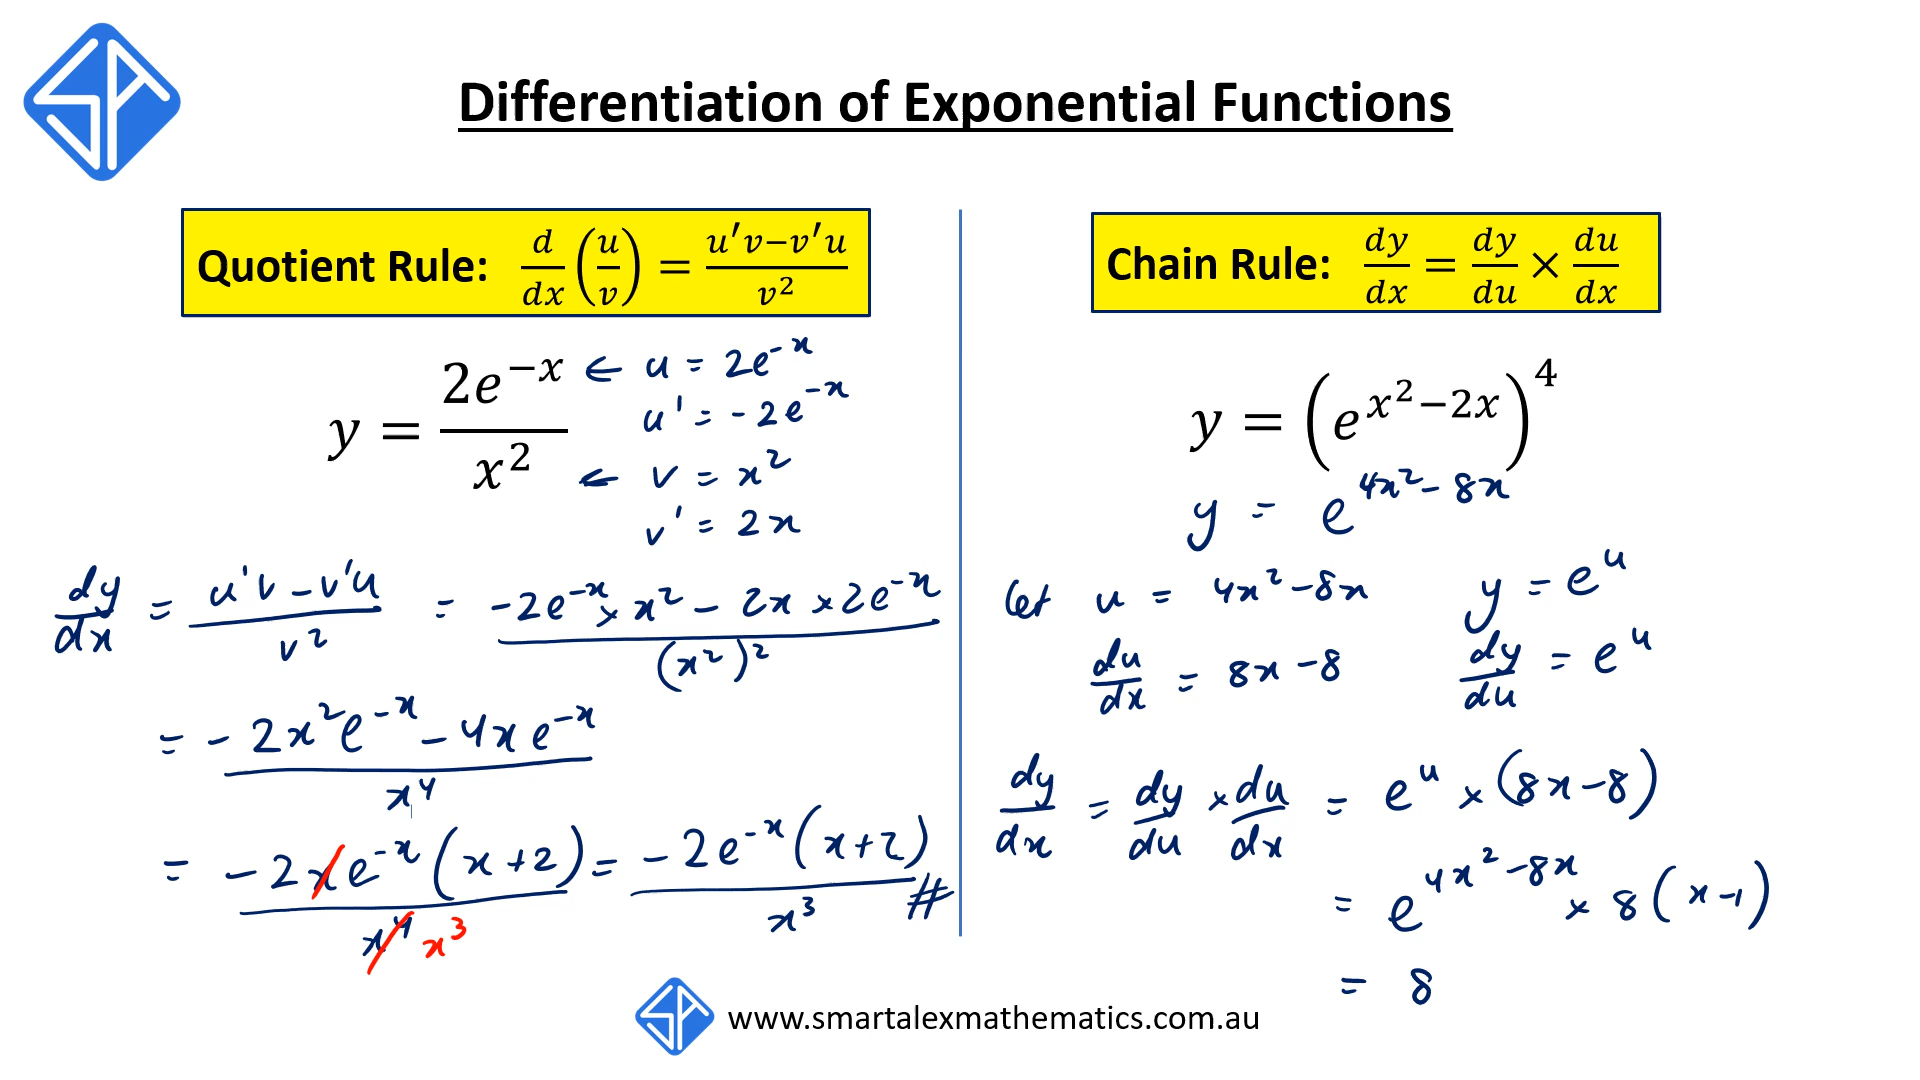 Differentiation of Exponential Functions
Quotient Rule: d/dx (u/v) = (u′v−v′u)/v²
y = 2e^(−x)/x²
← u = 2e^(-x)
u' = -2e^(-x)
← v = x²
v' = 2x
dy/dx = (u'v - v'u)/v² = (-2e^(-x) × x² - 2x × 2e^(-x))/(x²)²
= (-2x²e^(-x) - 4xe^(-x))/x⁴
= (-2xe^(-x)(x+2))/x⁴ x³ = (-2e^(-x)(x+2))/x³ #
Chain Rule: dy/dx = dy/du × du/dx
y = (e^(x²−2x))⁴
y = e^(4x²-8x)
let u = 4x²-8x y = e^u
du/dx = 8x-8 dy/du = e^u
dy/dx = dy/du × du/dx = e^u × (8x-8)
= e^(4x²-8x) × 8(x-1)
= 8
www.smartalexmathematics.com.au